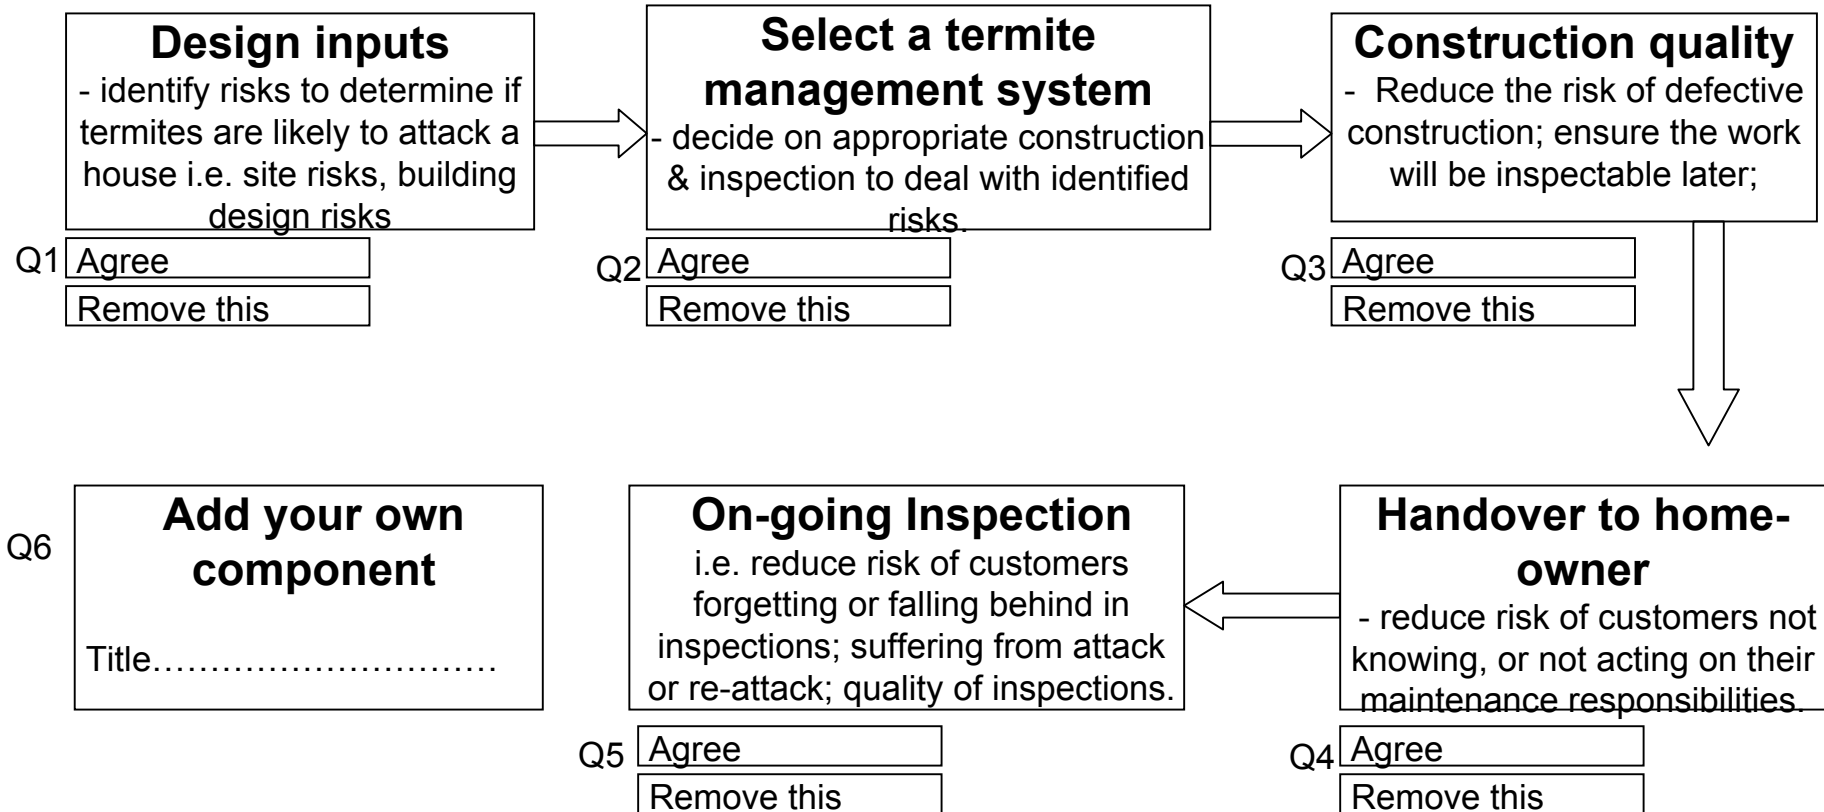 Design inputs
- identify risks to determine if
termites are likely to attack a
house i.e. site risks, building
design risks
Q1
Agree
Remove this
Select a termite
management system
- decide on appropriate construction
& inspection to deal with identified
risks.
Q2
Agree
Remove this
Construction quality
- Reduce the risk of defective
construction; ensure the work
will be inspectable later;
Q3
Agree
Remove this
Handover to home-
owner
- reduce risk of customers not
knowing, or not acting on their
maintenance responsibilities.
Q4
Agree
Remove this
On-going Inspection
i.e. reduce risk of customers
forgetting or falling behind in
inspections; suffering from attack
or re-attack; quality of inspections.
Q5
Agree
Remove this
Q6
Add your own
component
Title…………………………